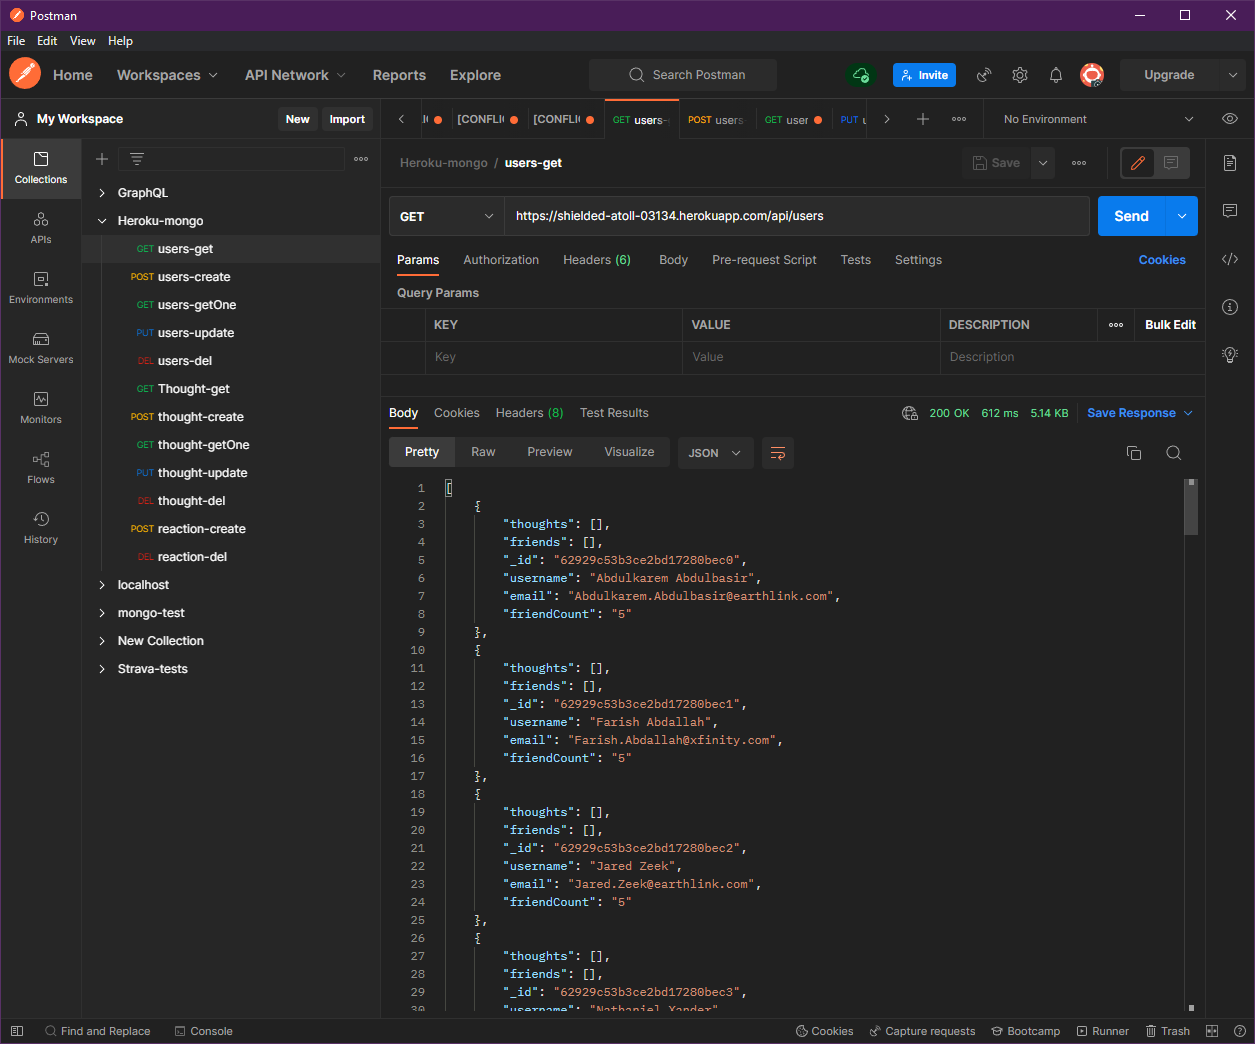 Postman
File Edit View Help
Home Workspaces API Network Reports Explore Search Postman Invite Upgrade
My Workspace New Import
[CONFLI [CONFLI GET users- POST users- GET user PUT No Environment
Heroku-mongo / users-get Save
Collections
APIs
Environments
Mock Servers
Monitors
Flows
History
GraphQL
Heroku-mongo
GET users-get
POST users-create
GET users-getOne
PUT users-update
DEL users-del
GET Thought-get
POST thought-create
GET thought-getOne
PUT thought-update
DEL thought-del
POST reaction-create
DEL reaction-del
localhost
mongo-test
New Collection
Strava-tests
GET https://shielded-atoll-03134.herokuapp.com/api/users Send
Params Authorization Headers (6) Body Pre-request Script Tests Settings Cookies
Query Params
KEY VALUE DESCRIPTION Bulk Edit
Key Value Description
Body Cookies Headers (8) Test Results 200 OK 612 ms 5.14 KB Save Response
Pretty Raw Preview Visualize JSON
1 [
2 {
3 "thoughts": [],
4 "friends": [],
5 "_id": "62929c53b3ce2bd17280bec0",
6 "username": "Abdulkarem Abdulbasir",
7 "email": "Abdulkarem.Abdulbasir@earthlink.com",
8 "friendCount": "5"
9 },
10 {
11 "thoughts": [],
12 "friends": [],
13 "_id": "62929c53b3ce2bd17280bec1",
14 "username": "Farish Abdallah",
15 "email": "Farish.Abdallah@xfinity.com",
16 "friendCount": "5"
17 },
18 {
19 "thoughts": [],
20 "friends": [],
21 "_id": "62929c53b3ce2bd17280bec2",
22 "username": "Jared Zeek",
23 "email": "Jared.Zeek@earthlink.com",
24 "friendCount": "5"
25 },
26 {
27 "thoughts": [],
28 "friends": [],
29 "_id": "62929c53b3ce2bd17280bec3",
30 "username": "Nathaniel Xander"
Find and Replace Console Cookies Capture requests Bootcamp Runner Trash